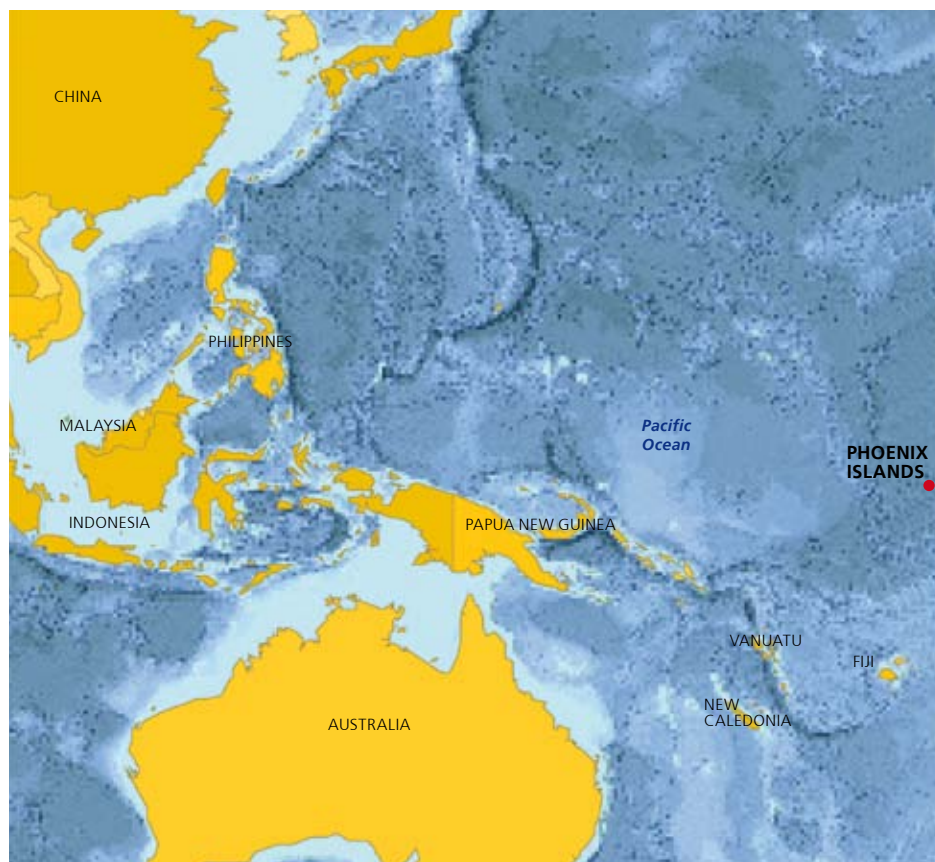 CHINA
PHILIPPINES
MALAYSIA
Pacific
Ocean
PHOENIX
ISLANDS
INDONESIA
PAPUA NEW GUINEA
VANUATU
FIJI
NEW
CALEDONIA
AUSTRALIA